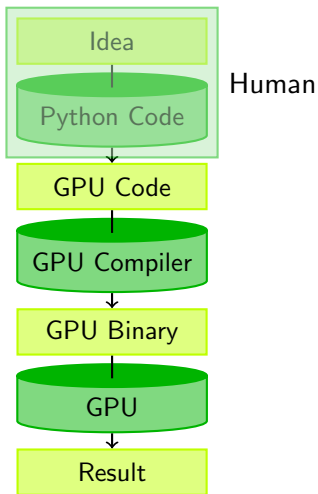 Idea
Human
Python Code
GPU Code
GPU Compiler
GPU Binary
GPU
Result